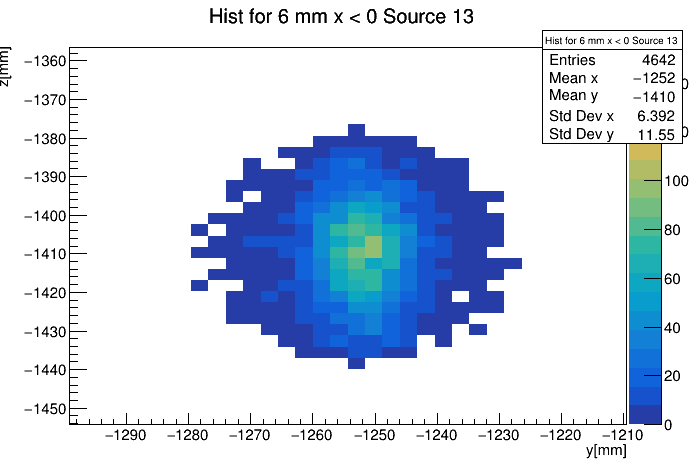 Hist for 6 mm x < 0 Source 13
z[mm]
−1360
−1370
−1380
−1390
−1400
−1410
−1420
−1430
−1440
−1450
Hist for 6 mm x < 0 Source 13
Entries 4642
Mean x −1252
Mean y −1410
Std Dev x 6.392
Std Dev y 11.55
100
80
60
40
20
0
−1290 −1280 −1270 −1260 −1250 −1240 −1230 −1220 −1210
y[mm]